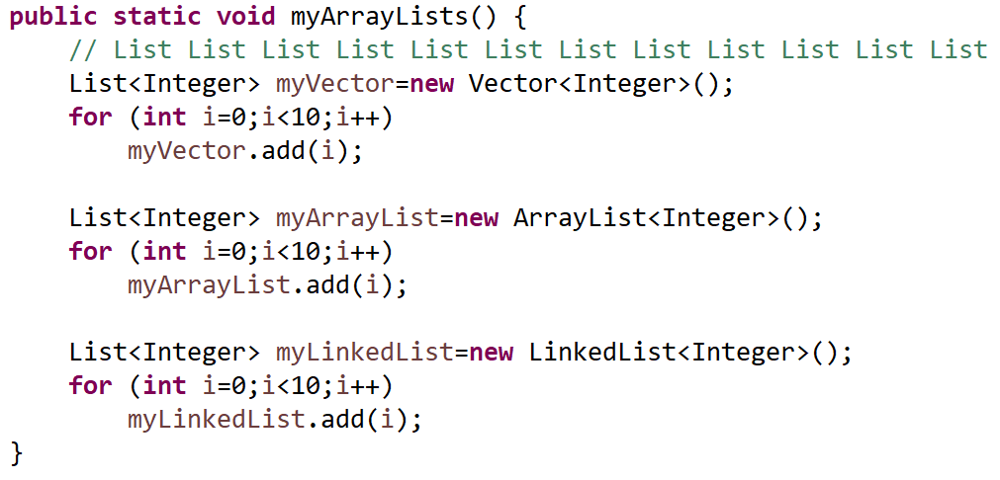 public static void myArrayLists() {
// List List List List List List List List List List List List
List<Integer> myVector=new Vector<Integer>();
for (int i=0;i<10;i++)
myVector.add(i);
List<Integer> myArrayList=new ArrayList<Integer>();
for (int i=0;i<10;i++)
myArrayList.add(i);
List<Integer> myLinkedList=new LinkedList<Integer>();
for (int i=0;i<10;i++)
myLinkedList.add(i);
}